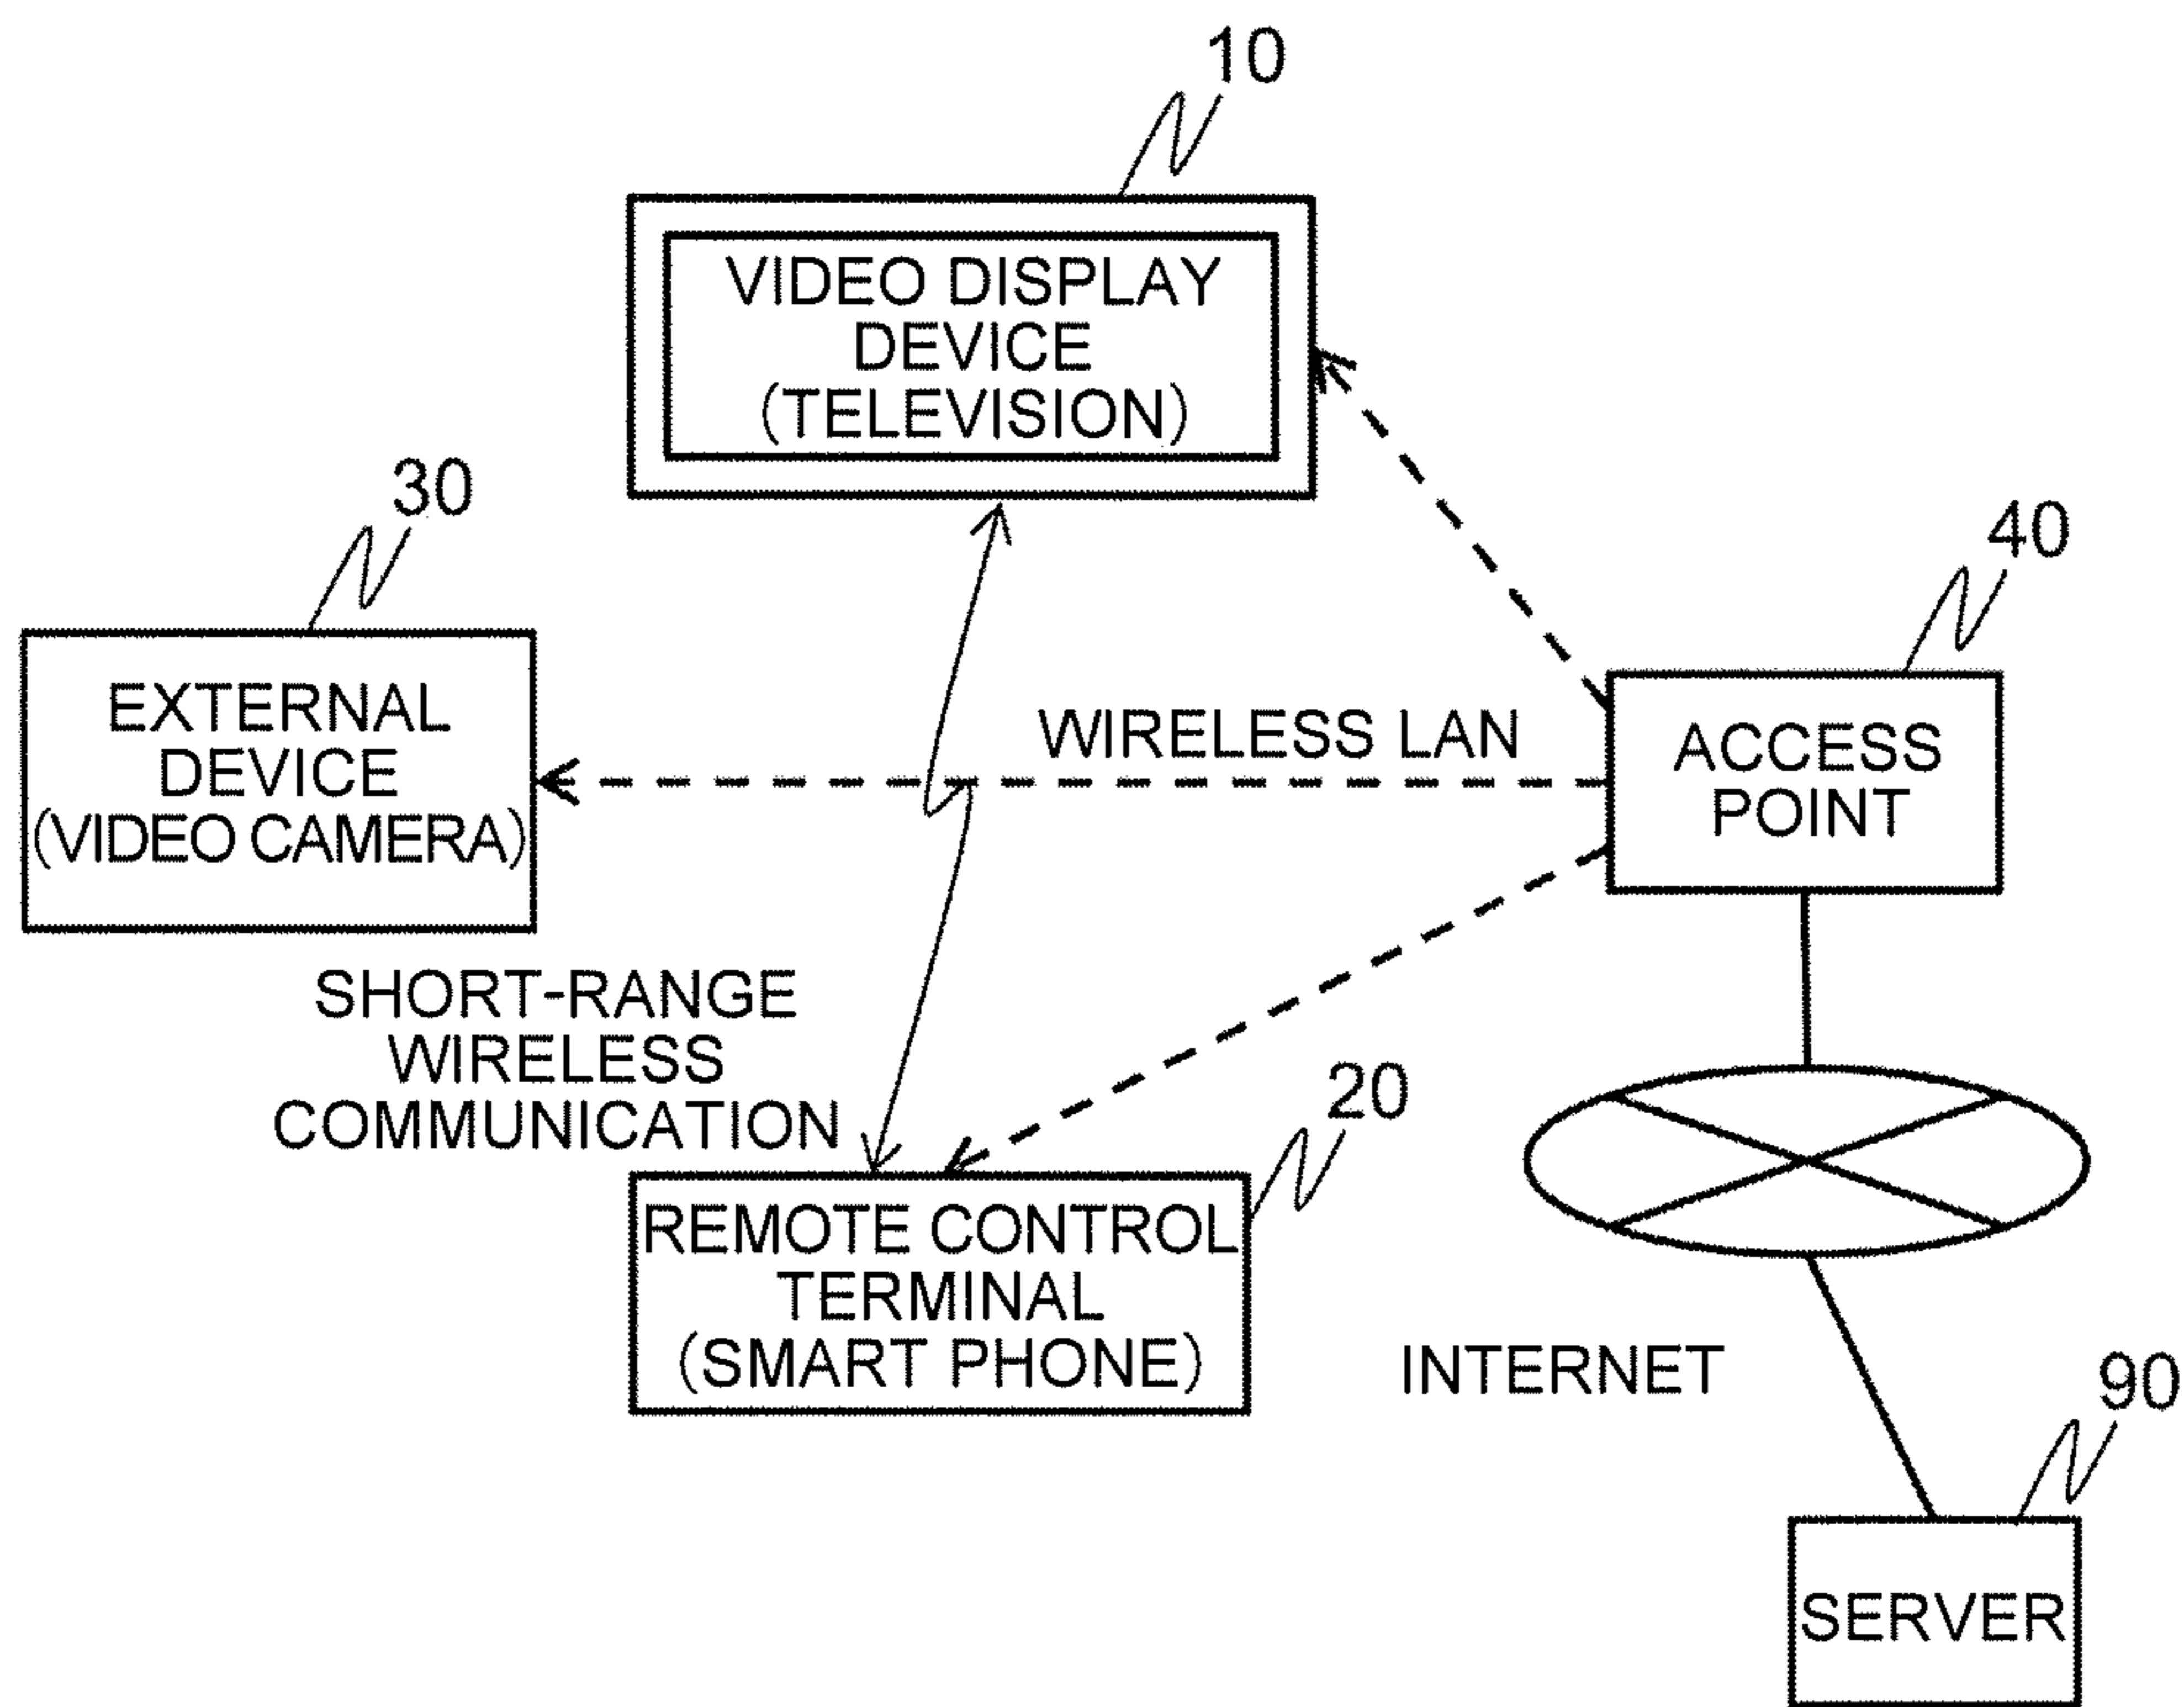 10
VIDEO DISPLAY
DEVICE
(TELEVISION)
30
40
EXTERNAL
DEVICE
(VIDEO CAMERA)
WIRELESS LAN
ACCESS
POINT
SHORT-RANGE
WIRELESS
COMMUNICATION
20
REMOTE CONTROL
TERMINAL
(SMART PHONE)
INTERNET
90
SERVER